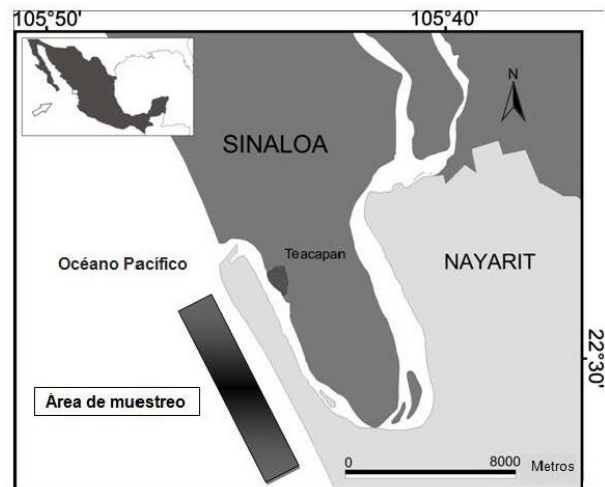 105°50'
105°40'
N
SINALOA
Teacapan
Océano Pacífico
NAYARIT
22°30'
Área de muestreo
0 8000 Metros